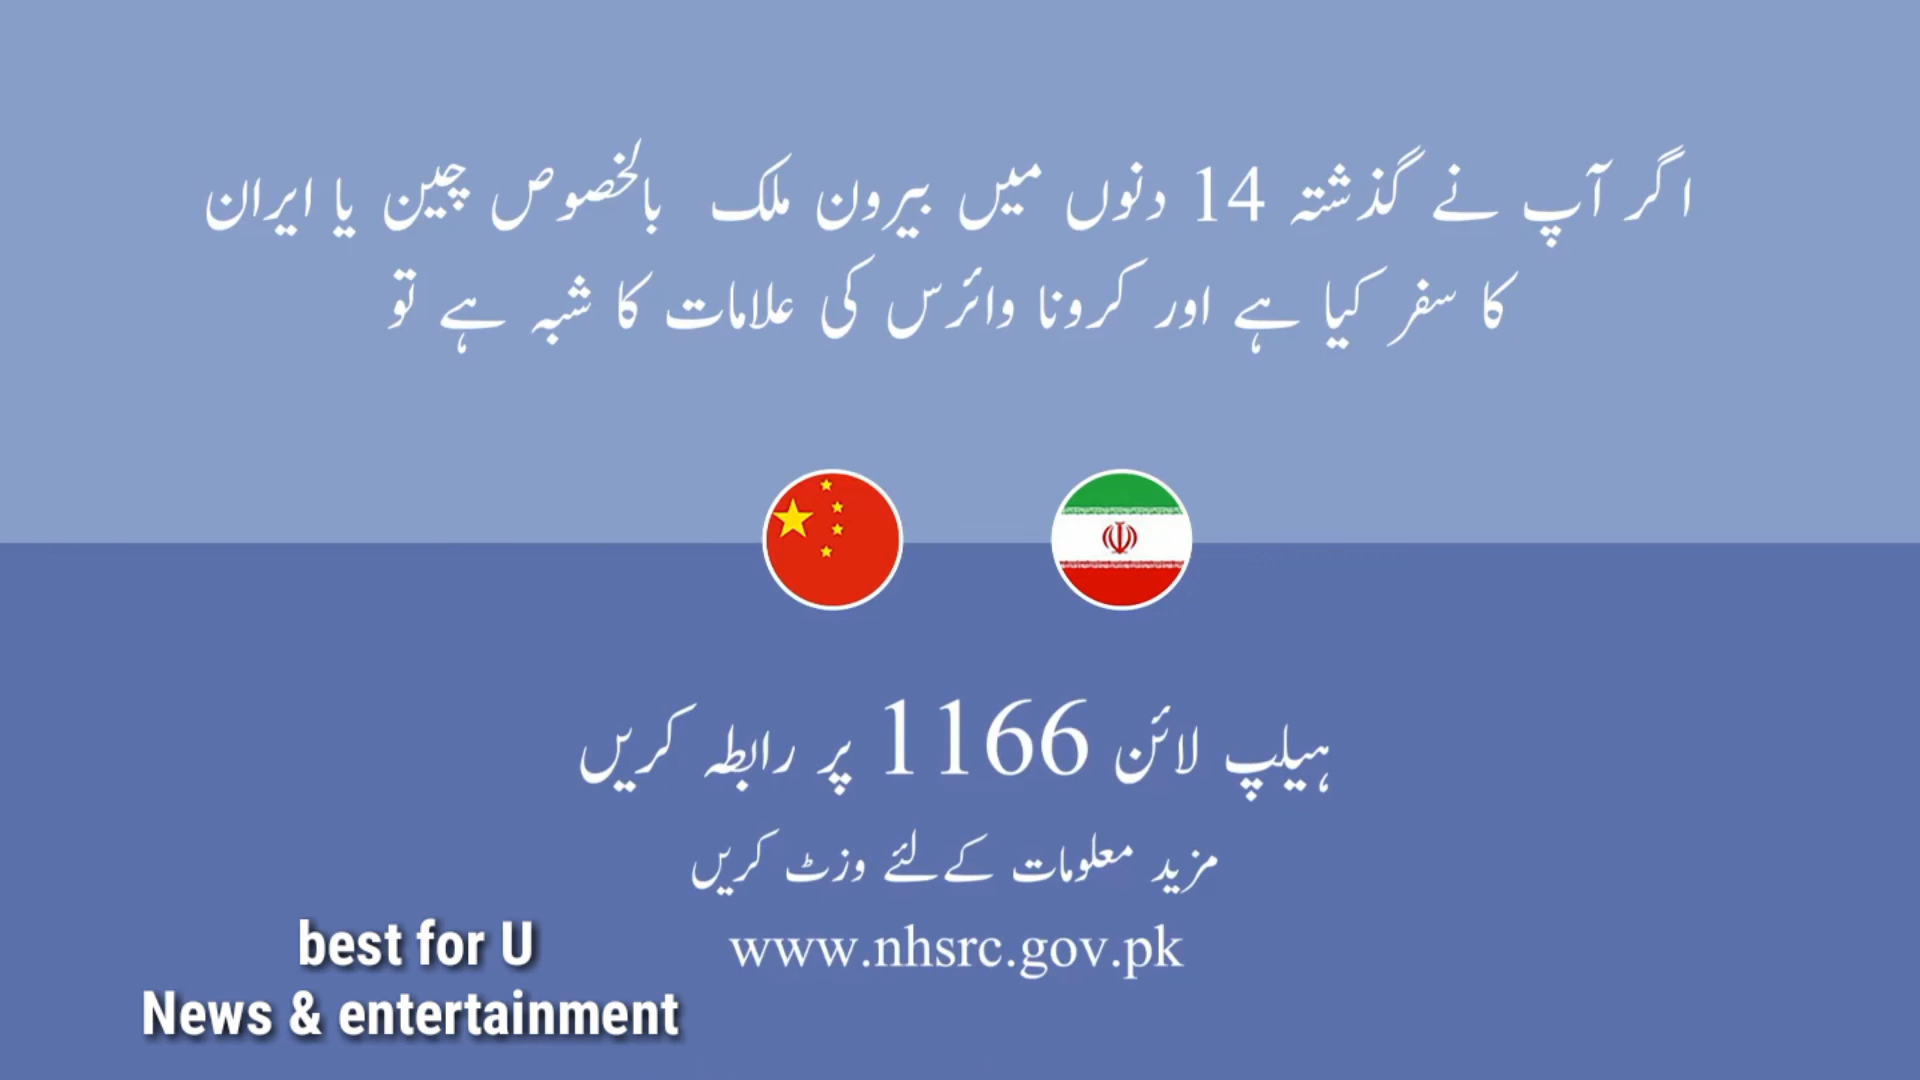 اگر آپ نے گذشتہ 14 دنوں میں بیرون ملک بالخصوص چین یا ایران
کا سفر کیا ہے اور کرونا وائرس کی علامات کا شبہ ہے تو
ہیلپ لائن 1166 پر رابطہ کریں
مزید معلومات کےلئے وزٹ کریں
www.nhsrc.gov.pk
best for U
News & entertainment